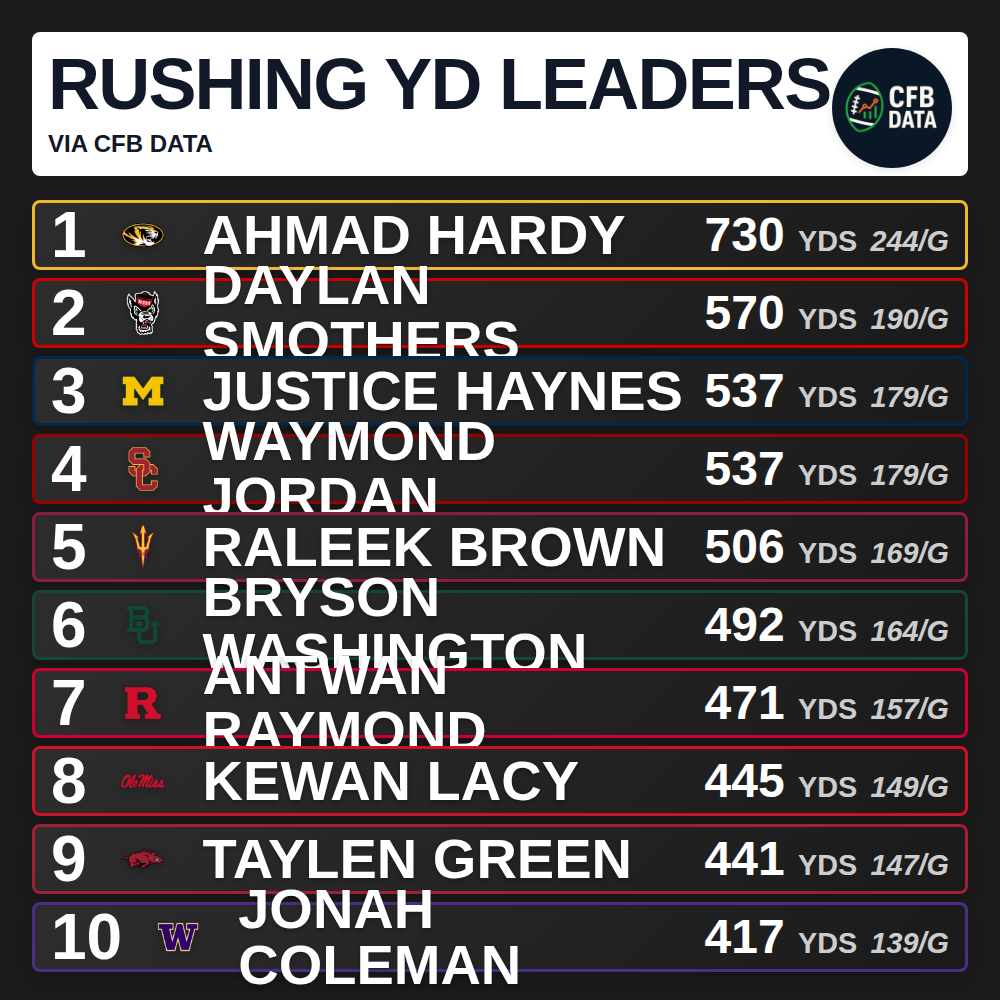 RUSHING YD LEADERS
VIA CFB DATA
CFB
DATA
1 AHMAD HARDY 730 YDS 244/G
2 DAYLAN SMOTHERS 570 YDS 190/G
3 M JUSTICE HAYNES 537 YDS 179/G
4 SC WAYMOND JORDAN 537 YDS 179/G
5 RALEEK BROWN 506 YDS 169/G
6 BU BRYSON WASHINGTON 492 YDS 164/G
7 R ANTWAN RAYMOND 471 YDS 157/G
8 Ole Miss KEWAN LACY 445 YDS 149/G
9 TAYLEN GREEN 441 YDS 147/G
10 W JONAH COLEMAN 417 YDS 139/G